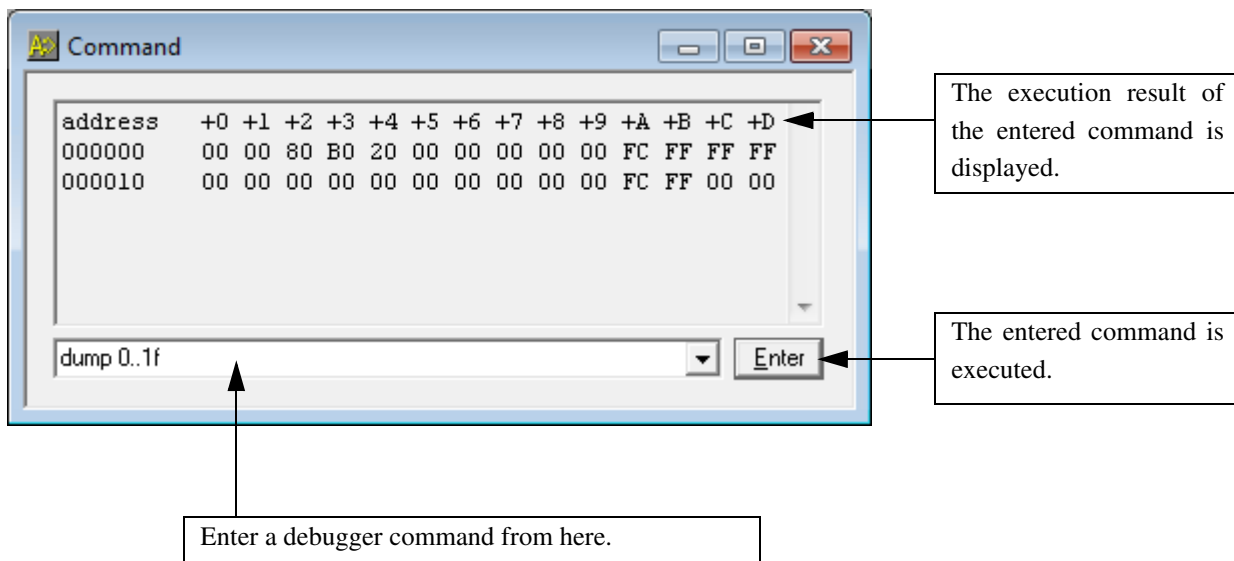 Command
address +0 +1 +2 +3 +4 +5 +6 +7 +8 +9 +A +B +C +D
000000 00 00 80 B0 20 00 00 00 00 00 FC FF FF FF
000010 00 00 00 00 00 00 00 00 00 00 FC FF 00 00
The execution result of
the entered command is
displayed.
dump 0..1f
Enter
The entered command is
executed.
Enter a debugger command from here.